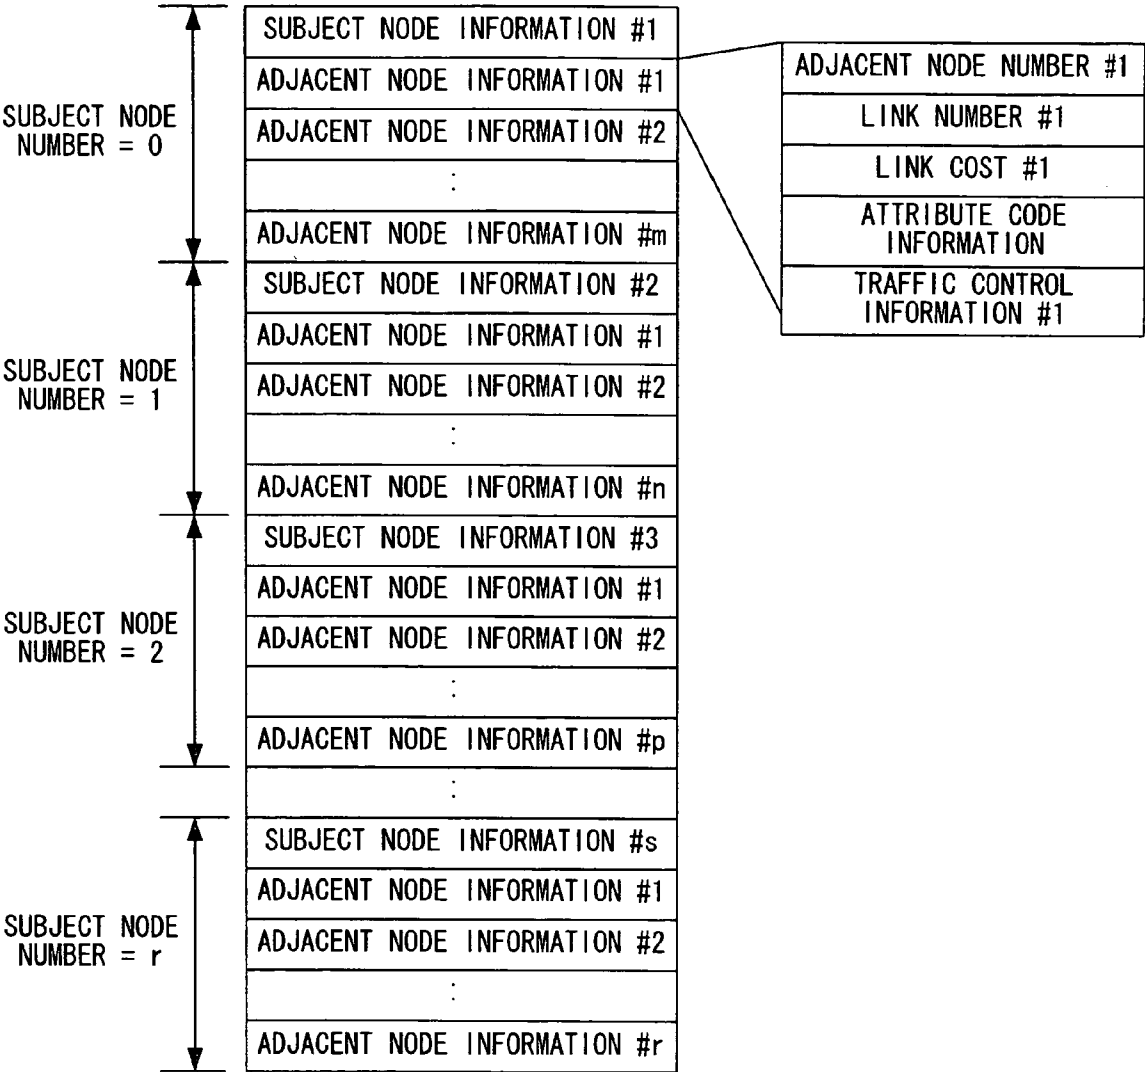 SUBJECT NODE
NUMBER = 0
SUBJECT NODE INFORMATION #1
ADJACENT NODE INFORMATION #1
ADJACENT NODE INFORMATION #2
:
ADJACENT NODE INFORMATION #m
SUBJECT NODE
NUMBER = 1
SUBJECT NODE INFORMATION #2
ADJACENT NODE INFORMATION #1
ADJACENT NODE INFORMATION #2
:
ADJACENT NODE INFORMATION #n
SUBJECT NODE
NUMBER = 2
SUBJECT NODE INFORMATION #3
ADJACENT NODE INFORMATION #1
ADJACENT NODE INFORMATION #2
:
ADJACENT NODE INFORMATION #p
:
SUBJECT NODE
NUMBER = r
SUBJECT NODE INFORMATION #s
ADJACENT NODE INFORMATION #1
ADJACENT NODE INFORMATION #2
:
ADJACENT NODE INFORMATION #r
ADJACENT NODE NUMBER #1
LINK NUMBER #1
LINK COST #1
ATTRIBUTE CODE
INFORMATION
TRAFFIC CONTROL
INFORMATION #1